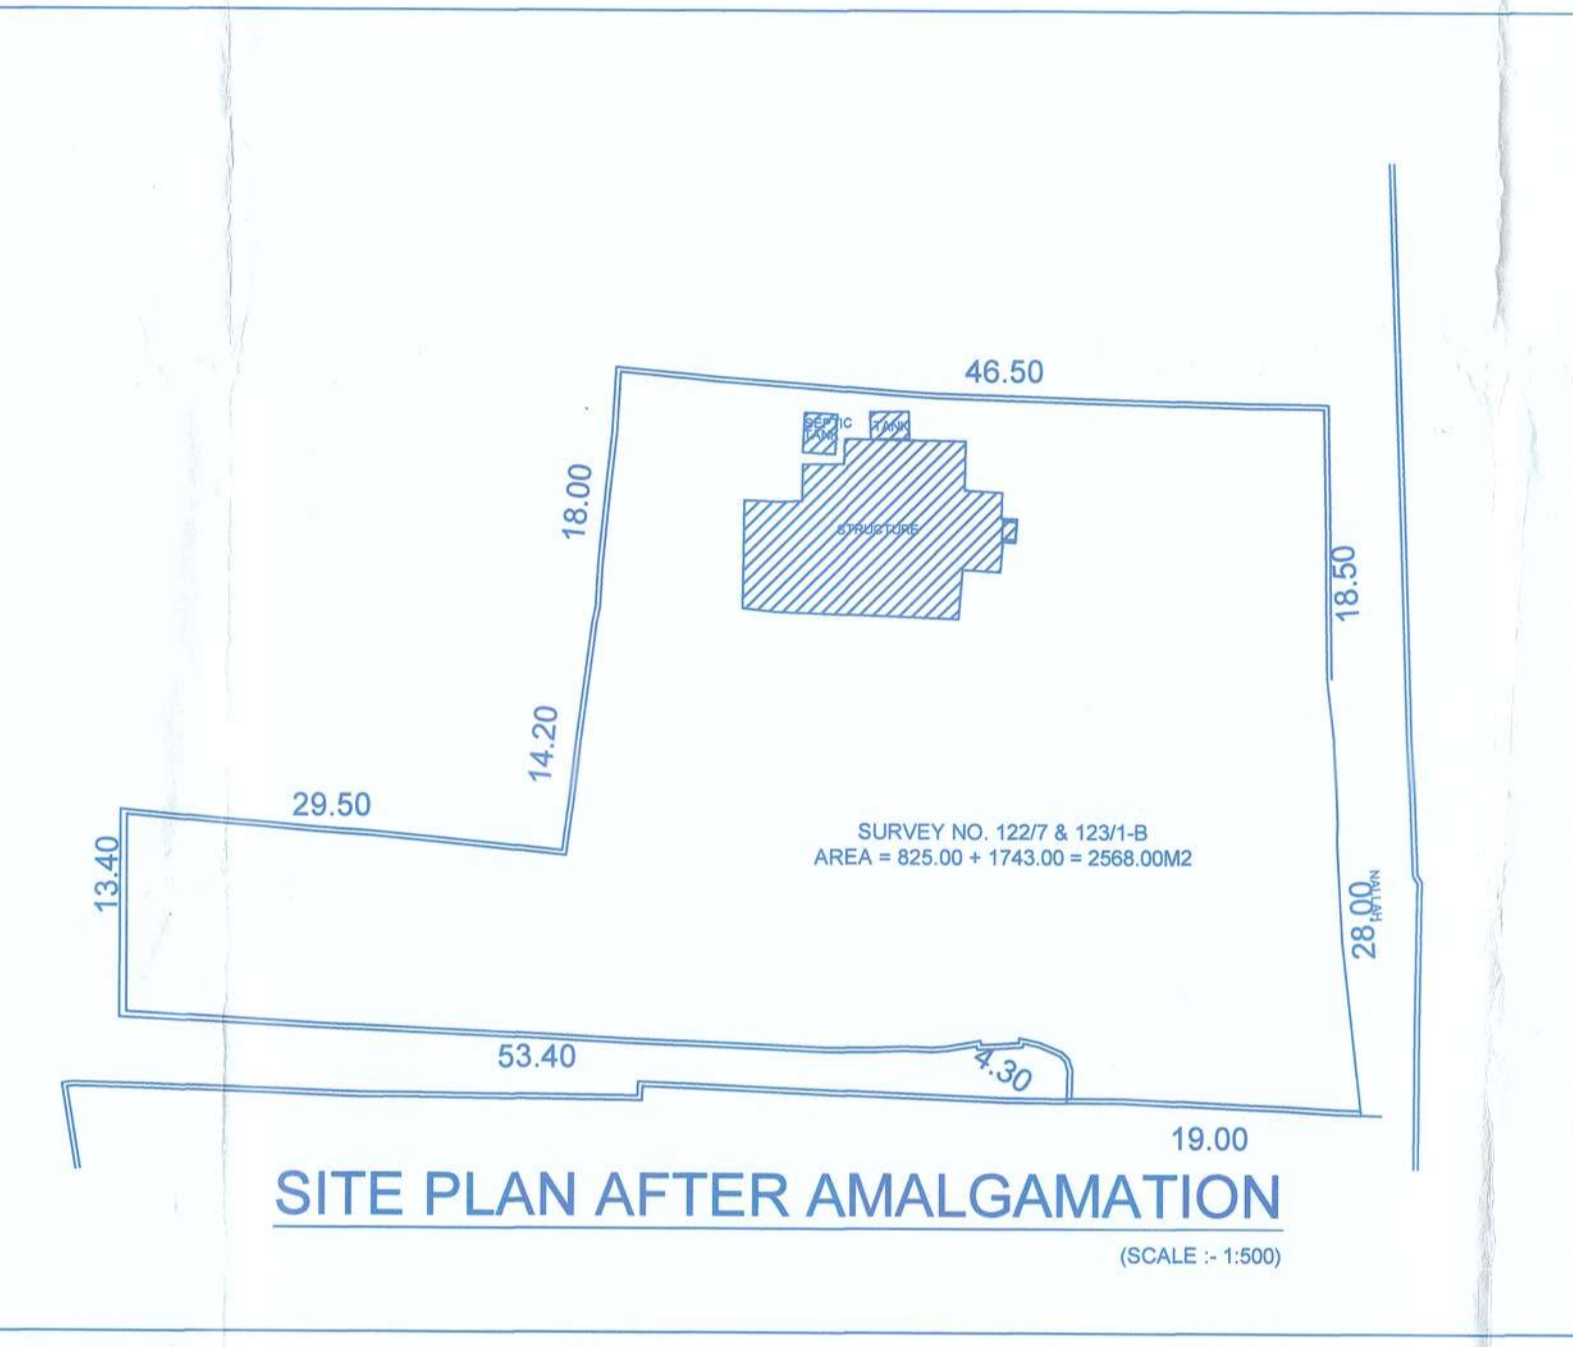 46.50
SEPTIC
TANK
TANK
18.00
STRUCTURE
18.50
14.20
29.50
SURVEY NO. 122/7 & 123/1-B
AREA = 825.00 + 1743.00 = 2568.00M2
13.40
28.00
NALLAH
53.40
4.30
19.00
SITE PLAN AFTER AMALGAMATION
(SCALE :- 1:500)